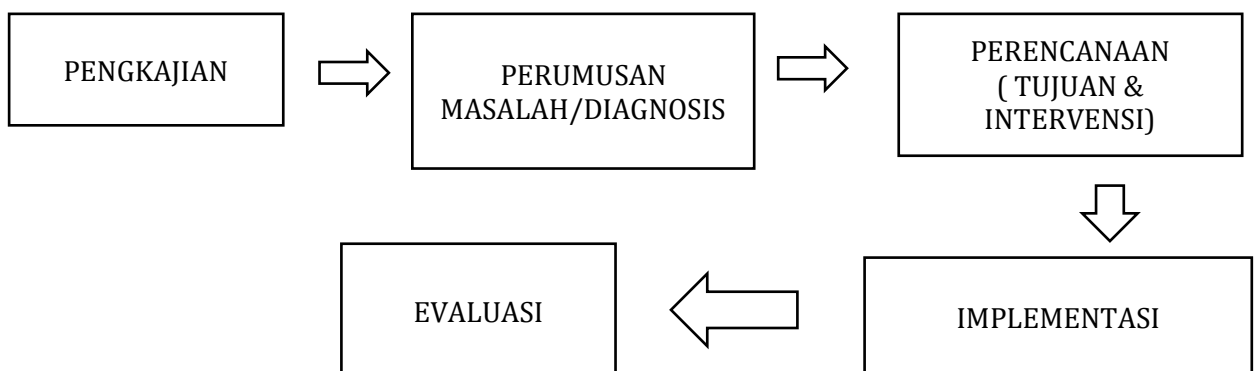 PENGKAJIAN
PERUMUSAN
MASALAH/DIAGNOSIS
PERENCANAAN
( TUJUAN &
INTERVENSI)
IMPLEMENTASI
EVALUASI